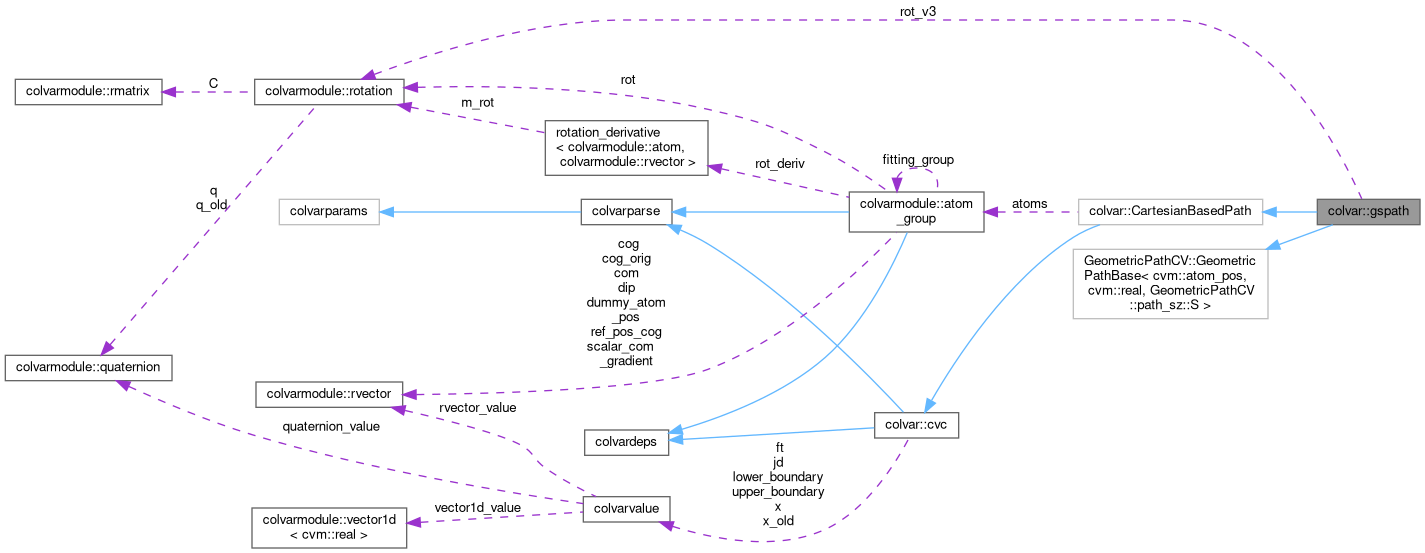 rot_v3
colvarmodule::rmatrix
C
colvarmodule::rotation
rot
m_rot
rotation_derivative
< colvarmodule::atom,
colvarmodule::rvector >
rot_deriv
fitting_group
q
q_old
colvarparams
colvarparse
colvarmodule::atom
_group
atoms
colvar::CartesianBasedPath
colvar::gspath
GeometricPathCV::Geometric
PathBase< cvm::atom_pos,
cvm::real, GeometricPathCV
::path_sz::S >
cog
cog_orig
com
dip
dummy_atom
_pos
ref_pos_cog
scalar_com
_gradient
colvarmodule::quaternion
colvarmodule::rvector
rvector_value
quaternion_value
colvardeps
colvar::cvc
ft
jd
lower_boundary
upper_boundary
x
x_old
colvarvalue
vector1d_value
colvarmodule::vector1d
< cvm::real >